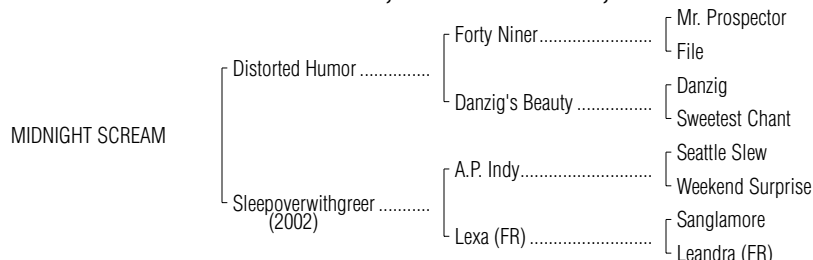 Mr. Prospector
Forty Niner........................
File
Distorted Humor ...............
Danzig
Danzig's Beauty ................
Sweetest Chant
MIDNIGHT SCREAM
Seattle Slew
A.P. Indy............................
Weekend Surprise
Sleepoverwithgreer ...........
(2002)
Sanglamore
Lexa (FR) ..........................
Leandra (FR)